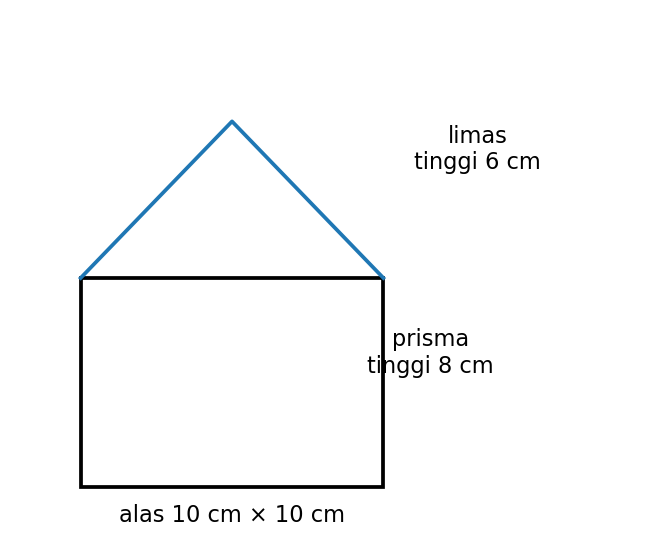 limas
tinggi 6 cm
prisma
tinggi 8 cm
alas 10 cm × 10 cm